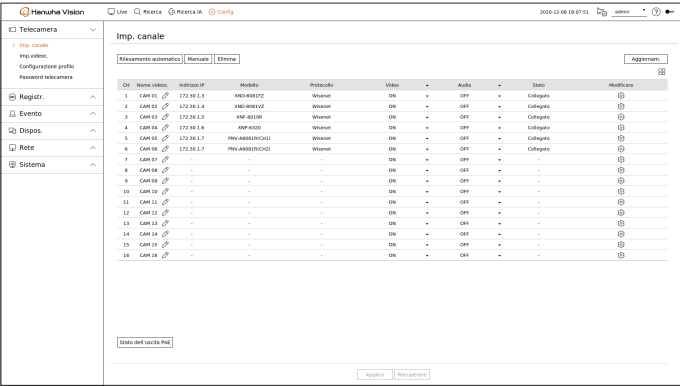 Hanwha Vision
Live Ricerca Ricerca IA Config
2020-12-08 18:07:51 admin
Telecamera
Imp. canale
Imp.videoc.
Configurazione profilo
Password telecamera
Registr.
Evento
Dispos.
Rete
Sistema
Imp. canale
Rilevamento automatico Manuale Elimina Aggiornam.
CH Nome videoc. Indirizzo IP Modello Protocollo Video Audio Stato Modificare
1 CAM 01 172.30.1.3 XND-6081FZ Wisenet ON OFF Collegato
2 CAM 02 172.30.1.4 XND-8081VZ Wisenet ON OFF Collegato
3 CAM 03 172.30.1.5 XNF-8010R Wisenet ON OFF Collegato
4 CAM 04 172.30.1.6 XNP-6320 Wisenet ON OFF Collegato
5 CAM 05 172.30.1.7 PNV-A8081R(CH1) Wisenet ON OFF Collegato
6 CAM 06 172.30.1.7 PNV-A8081R(CH2) Wisenet ON OFF Collegato
7 CAM 07 - - - ON OFF -
8 CAM 08 - - - ON OFF -
9 CAM 09 - - - ON OFF -
10 CAM 10 - - - ON OFF -
11 CAM 11 - - - ON OFF -
12 CAM 12 - - - ON OFF -
13 CAM 13 - - - ON OFF -
14 CAM 14 - - - ON OFF -
15 CAM 15 - - - ON OFF -
16 CAM 16 - - - ON OFF -
Stato dell'uscita PoE
Applica Recuperare